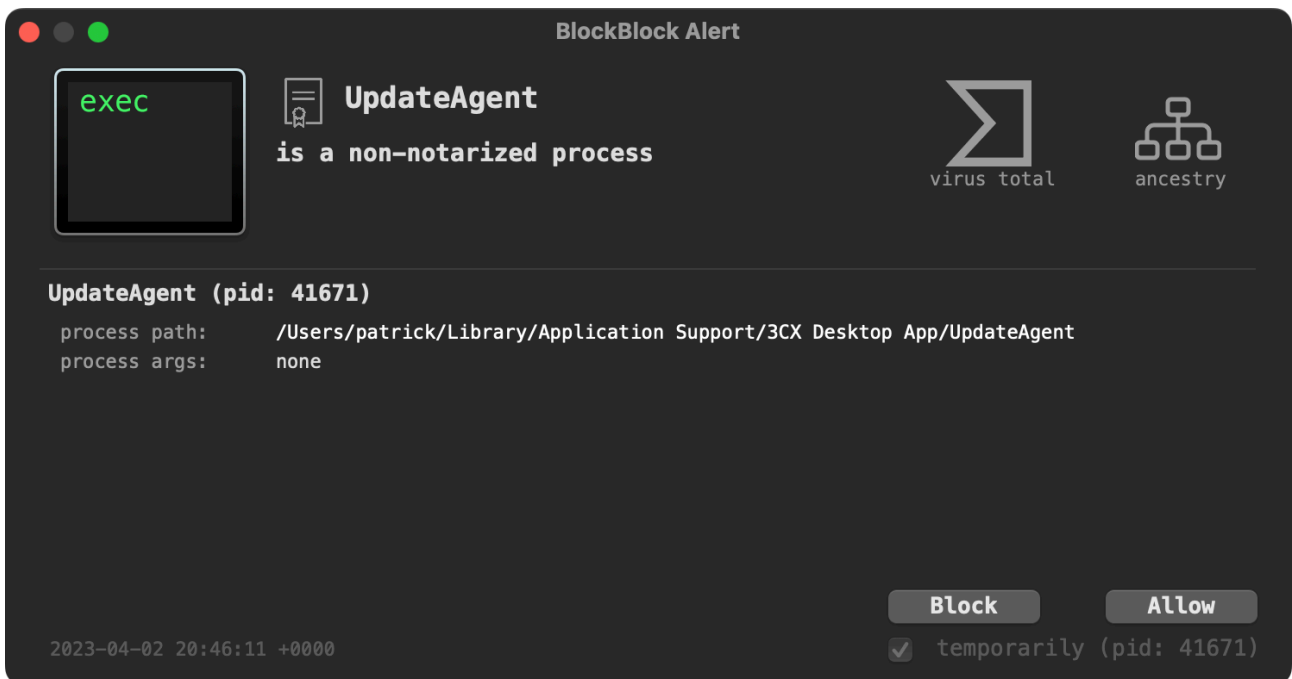 BlockBlock Alert
exec
UpdateAgent
is a non-notarized process
virus total
ancestry
UpdateAgent (pid: 41671)
process path: /Users/patrick/Library/Application Support/3CX Desktop App/UpdateAgent
process args: none
Block
Allow
2023-04-02 20:46:11 +0000
temporarily (pid: 41671)